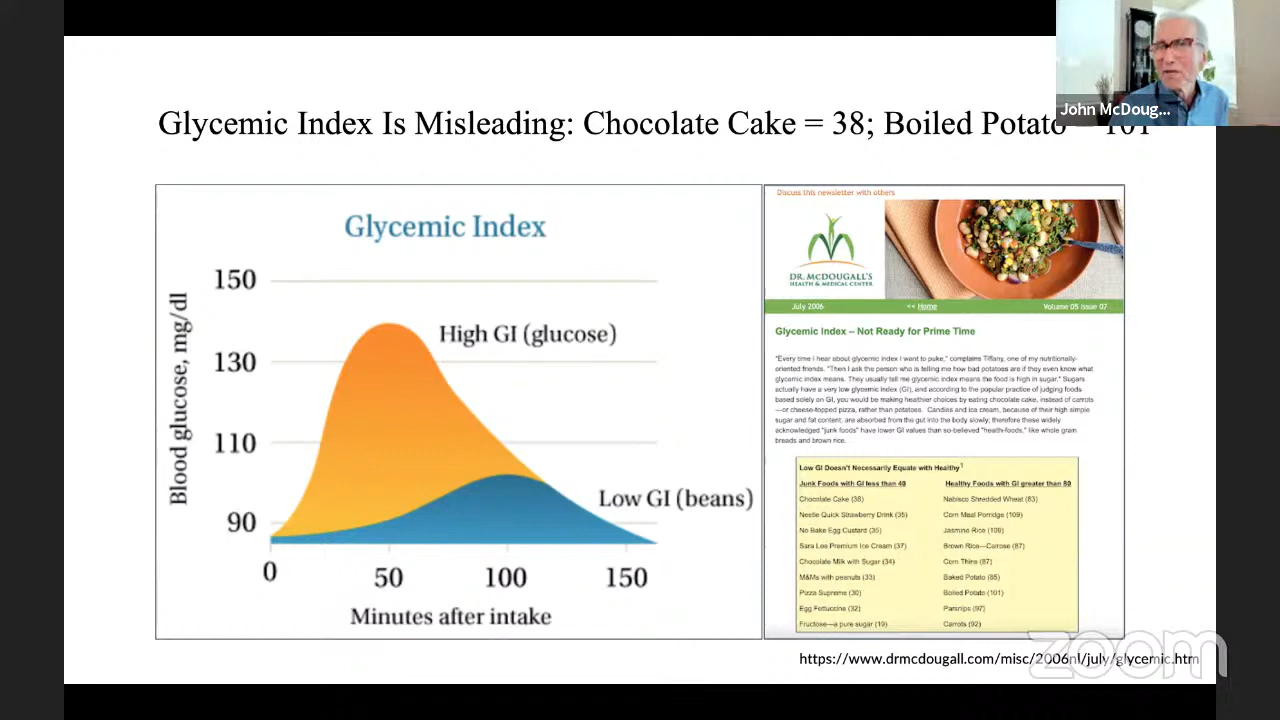 John McDoug...
Glycemic Index Is Misleading: Chocolate Cake = 38; Boiled Potato = 101
Glycemic Index
Blood glucose, mg/dl
150
130
110
90
High GI (glucose)
Low GI (beans)
0
50
100
150
Minutes after intake
Discuss this newsletter with others
DR. MCDOUGALL'S
HEALTH & MEDICAL CENTER
July 2006 << Home Volume 05 Issue 07
Glycemic Index – Not Ready for Prime Time
"Every time I hear about glycemic index I want to puke," complains Tiffany, one of my nutritionally-
oriented friends. "Then I ask the person who is telling me how bad potatoes are if they even know what
glycemic index means. They usually tell me glycemic index means the food is high in sugar." Sugars
actually have a very low glycemic index (GI), and according to the popular practice of judging foods
based solely on GI, you would be making healthier choices by eating chocolate cake, instead of carrots
—or cheese-topped pizza, rather than potatoes. Candies and ice cream, because of their high simple
sugar and fat content, are absorbed from the gut into the body slowly; therefore these widely
acknowledged "junk foods" have lower GI values than so-believed "health-foods," like whole grain
breads and brown rice.
Low GI Doesn't Necessarily Equate with Healthy1
Junk Foods with GI less than 40 Healthy Foods with GI greater than 80
Chocolate Cake (38) Nabisco Shredded Wheat (83)
Nestle Quick Strawberry Drink (35) Corn Meal Porridge (109)
No Bake Egg Custard (35) Jasmine Rice (109)
Sara Lee Premium Ice Cream (37) Brown Rice—Carrose (87)
Chocolate Milk with Sugar (34) Corn Thins (87)
M&Ms with peanuts (33) Baked Potato (85)
Pizza Supreme (30) Boiled Potato (101)
Egg Fettuccine (32) Parsnips (97)
Fructose—a pure sugar (19) Carrots (92)
zoom
https://www.drmcdougall.com/misc/2006nl/july/glycemic.htm